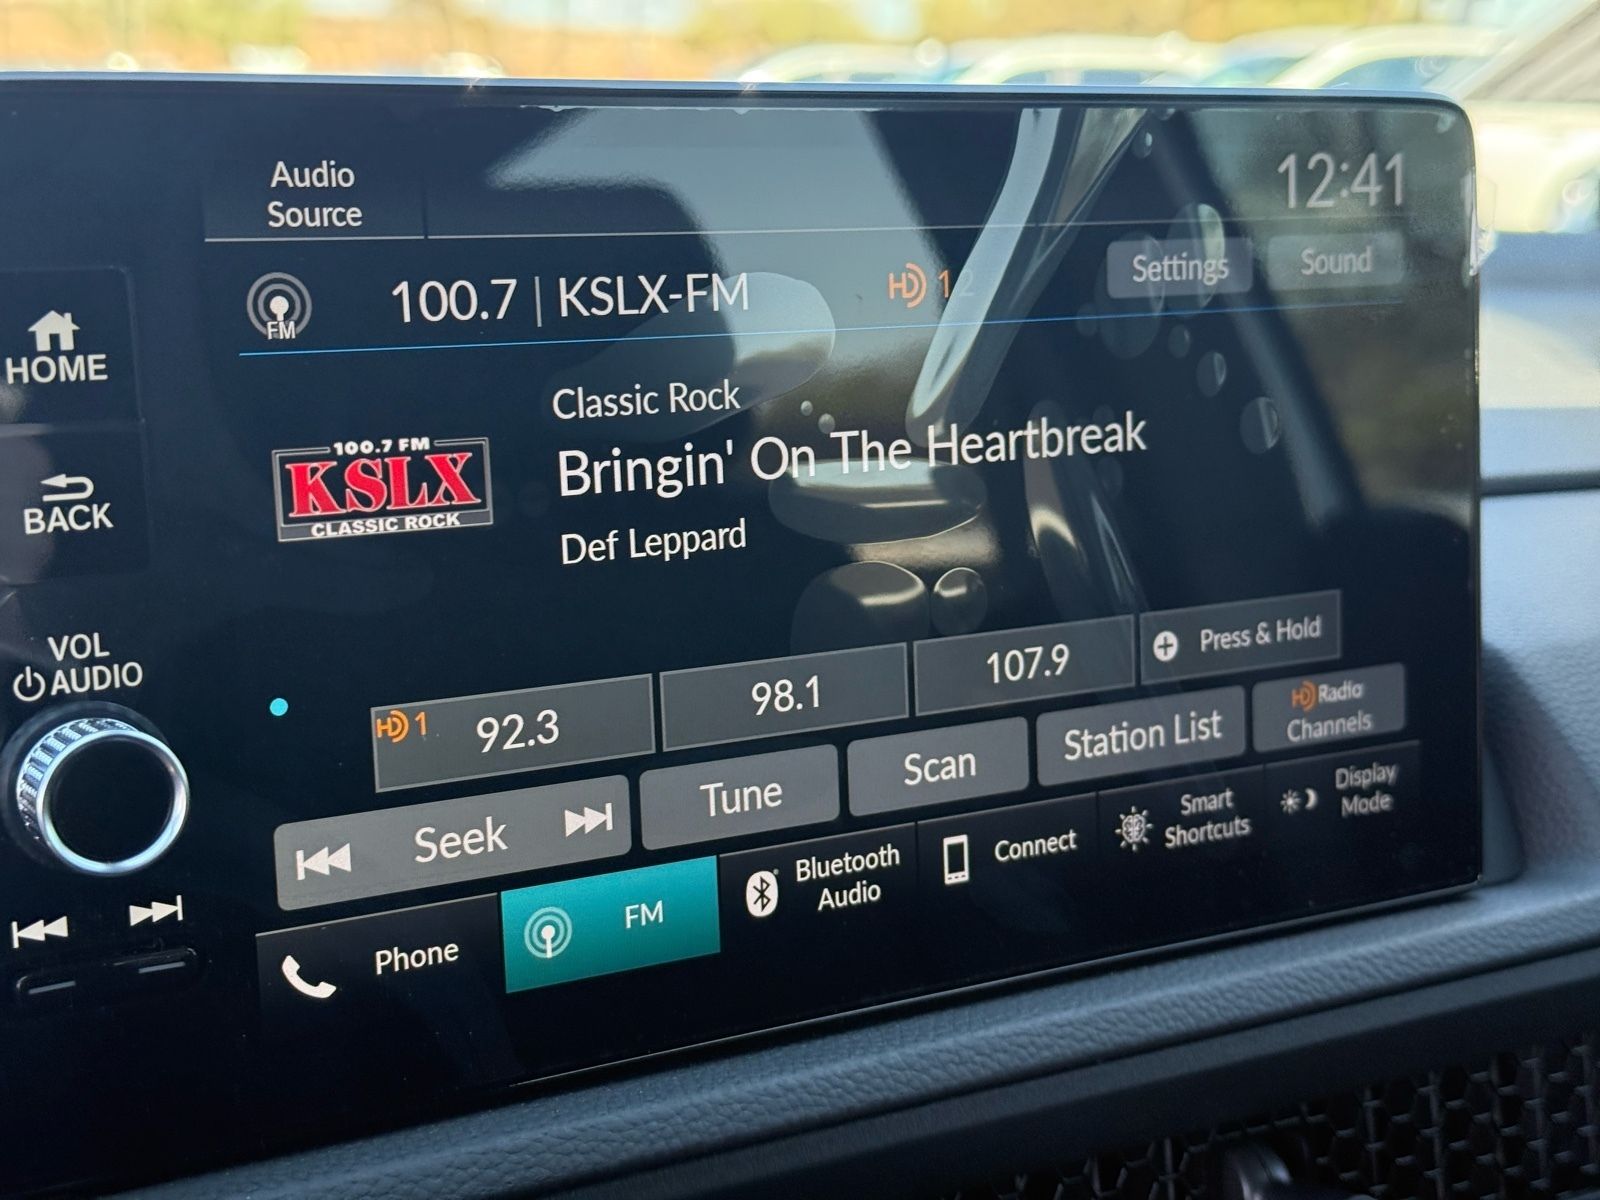 Audio
Source
12:41
FM
100.7 | KSLX-FM
HD 1 2
Settings
Sound
HOME
Classic Rock
100.7 FM
KSLX
CLASSIC ROCK
Bringin' On The Heartbreak
Def Leppard
BACK
VOL
AUDIO
HD 1 92.3
98.1
107.9
Press & Hold
Seek
Tune
Scan
Station List
HD Radio
Channels
Phone
FM
Bluetooth
Audio
Connect
Smart
Shortcuts
Display
Mode